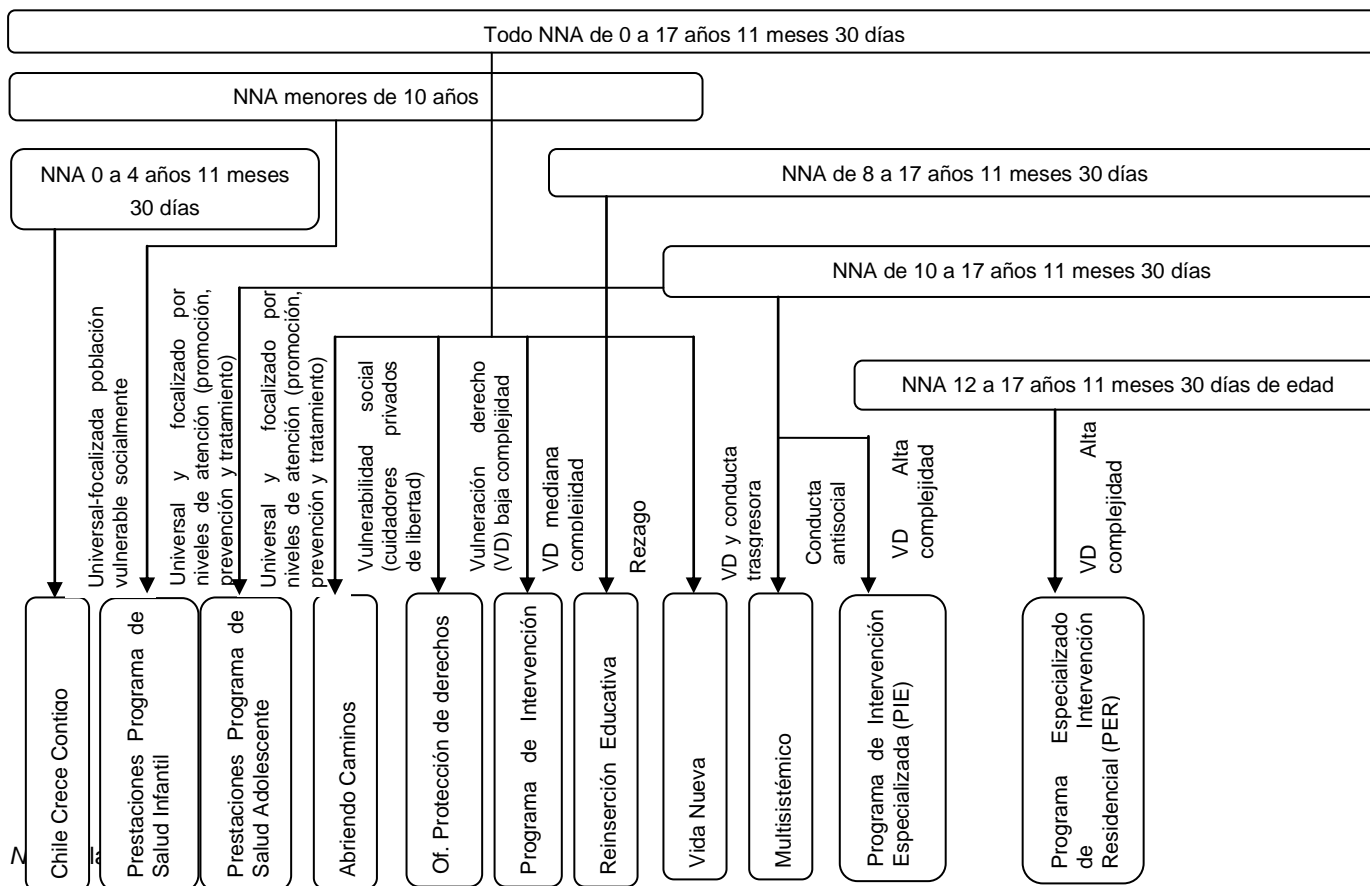 Todo NNA de 0 a 17 años 11 meses 30 días
NNA menores de 10 años
NNA 0 a 4 años 11 meses
30 días
NNA de 8 a 17 años 11 meses 30 días
NNA de 10 a 17 años 11 meses 30 días
NNA 12 a 17 años 11 meses 30 días de edad
Universal-focalizada población
vulnerable socialmente
Universal y focalizado por
niveles de atención (promoción,
prevención y tratamiento)
Universal y focalizado por
niveles de atención (promoción,
prevención y tratamiento)
Vulnerabilidad social
(cuidadores privados
de libertad)
Vulneración derecho
(VD) baja complejidad
VD mediana
complejidad
Rezago
VD y conducta
trasgresora
Conducta
antisocial
VD Alta
complejidad
VD Alta
complejidad
Chile Crece Contigo
Prestaciones Programa de
Salud Infantil
Prestaciones Programa de
Salud Adolescente
Abriendo Caminos
Of. Protección de derechos
Programa de Intervención
Reinserción Educativa
Vida Nueva
Multisistémico
Programa de Intervención
Especializada (PIE)
Programa Especializado
de Intervención
Residencial (PER)